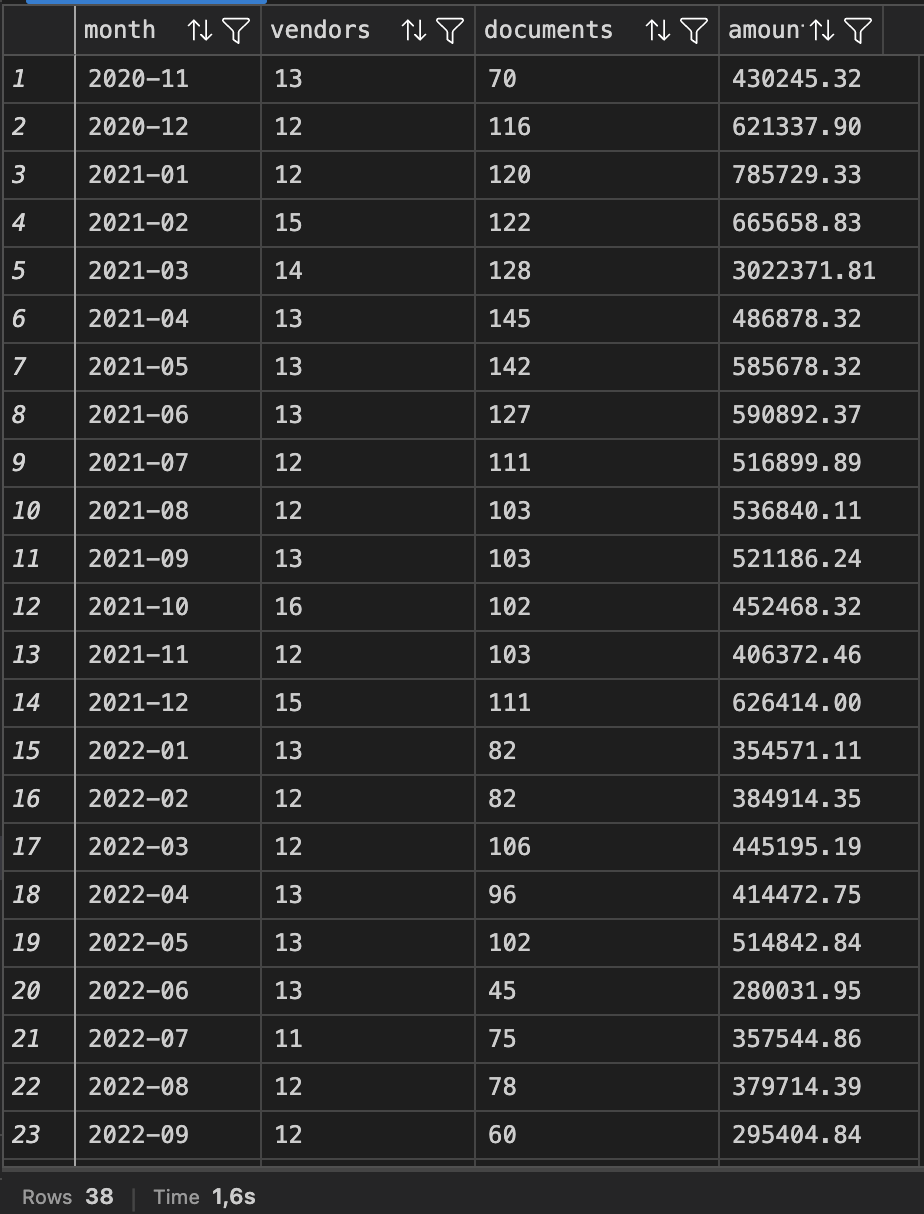 month vendors documents amoun
1 2020-11 13 70 430245.32
2 2020-12 12 116 621337.90
3 2021-01 12 120 785729.33
4 2021-02 15 122 665658.83
5 2021-03 14 128 3022371.81
6 2021-04 13 145 486878.32
7 2021-05 13 142 585678.32
8 2021-06 13 127 590892.37
9 2021-07 12 111 516899.89
10 2021-08 12 103 536840.11
11 2021-09 13 103 521186.24
12 2021-10 16 102 452468.32
13 2021-11 12 103 406372.46
14 2021-12 15 111 626414.00
15 2022-01 13 82 354571.11
16 2022-02 12 82 384914.35
17 2022-03 12 106 445195.19
18 2022-04 13 96 414472.75
19 2022-05 13 102 514842.84
20 2022-06 13 45 280031.95
21 2022-07 11 75 357544.86
22 2022-08 12 78 379714.39
23 2022-09 12 60 295404.84
Rows 38 | Time 1,6s